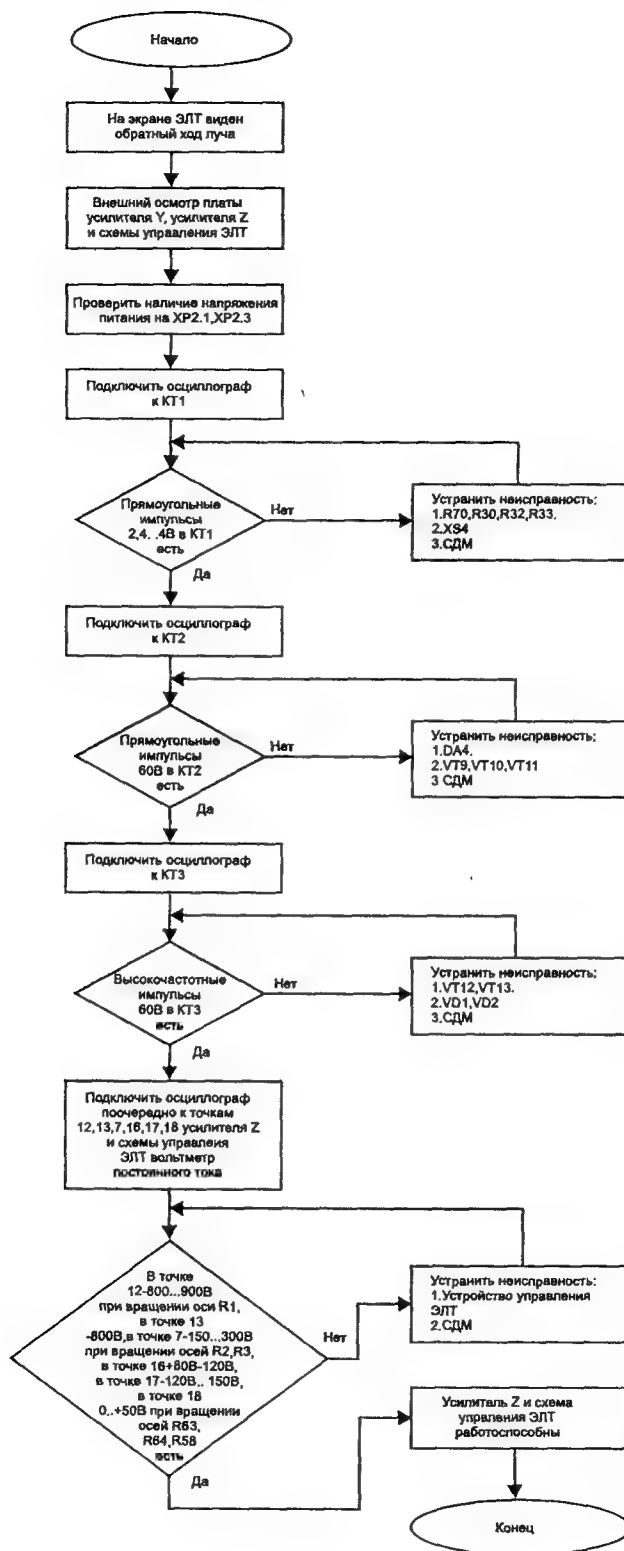 Начало
На экране ЭЛТ виден
обратный ход луча
Внешний осмотр платы
усилителя Y, усилителя Z
и схемы управления ЭЛТ
Проверить наличие напряжения
питания на XP2.1,XP2.3
Подключить осциллограф
к КТ1
Прямоугольные
импульсы
2,4. .4В в КТ1
есть
Нет
Да
Устранить неисправность:
1.R70,R30,R32,R33.
2.XS4
3.СДМ
Подключить осциллограф
к КТ2
Прямоугольные
импульсы
60В в КТ2
есть
Нет
Да
Устранить неисправность:
1.DA4.
2.VT9,VT10,VT11
3 СДМ
Подключить осциллограф
к КТ3
Высокочастотные
импульсы
60В в КТ3
есть
Нет
Да
Устранить неисправность:
1.VT12,VT13.
2.VD1,VD2
3.СДМ
Подключить осциллограф
поочередно к точкам
12,13,7,16,17,18 усилителя Z
и схемы управления
ЭЛТ вольтметр
постоянного тока
В точке
12-800...900В
при вращении оси R1,
в точке 13
-800В,в точке 7-150...300В
при вращении осей R2,R3,
в точке 16+80В-120В,
в точке 17-120В.. 150В,
в точке 18
0..+50В при вращении
осей R63,
R64,R58
есть
Нет
Да
Устранить неисправность:
1.Устройство управления
ЭЛТ
2.СДМ
Усилитель Z и схема
упрвления ЭЛТ
работоспособны
Конец